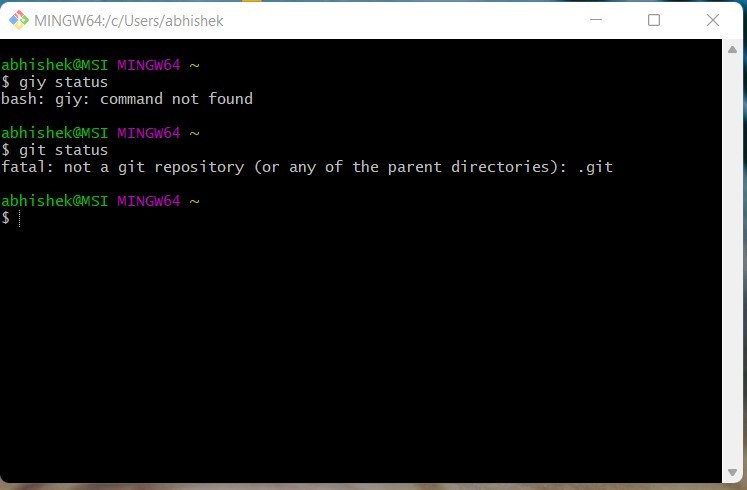 MINGW64:/c/Users/abhishek
abhishek@MSI MINGW64 ~
$ giy status
bash: giy: command not found
abhishek@MSI MINGW64 ~
$ git status
fatal: not a git repository (or any of the parent directories): .git
abhishek@MSI MINGW64 ~
$